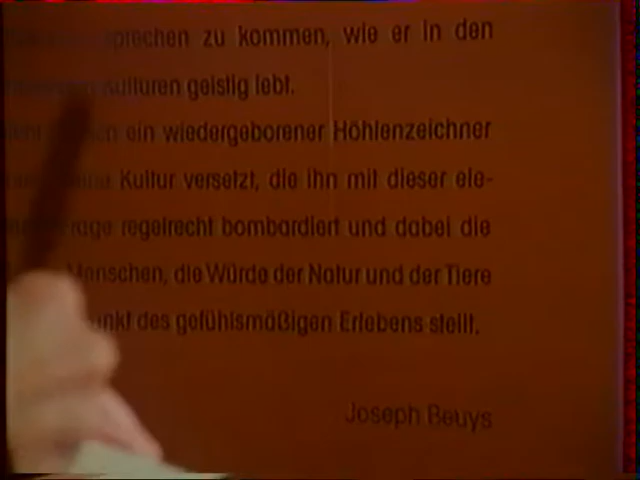 sprechen zu kommen, wie er in den
Kulturen geistig lebt.
ein wiedergeborener Höhlenzeichner
Kultur versetzt, die ihn mit dieser ele-
regelrecht bombardiert und dabei die
Menschen, die Würde der Natur und der Tiere
des gefühlsmäßigen Erlebens stellt.
Joseph Beuys